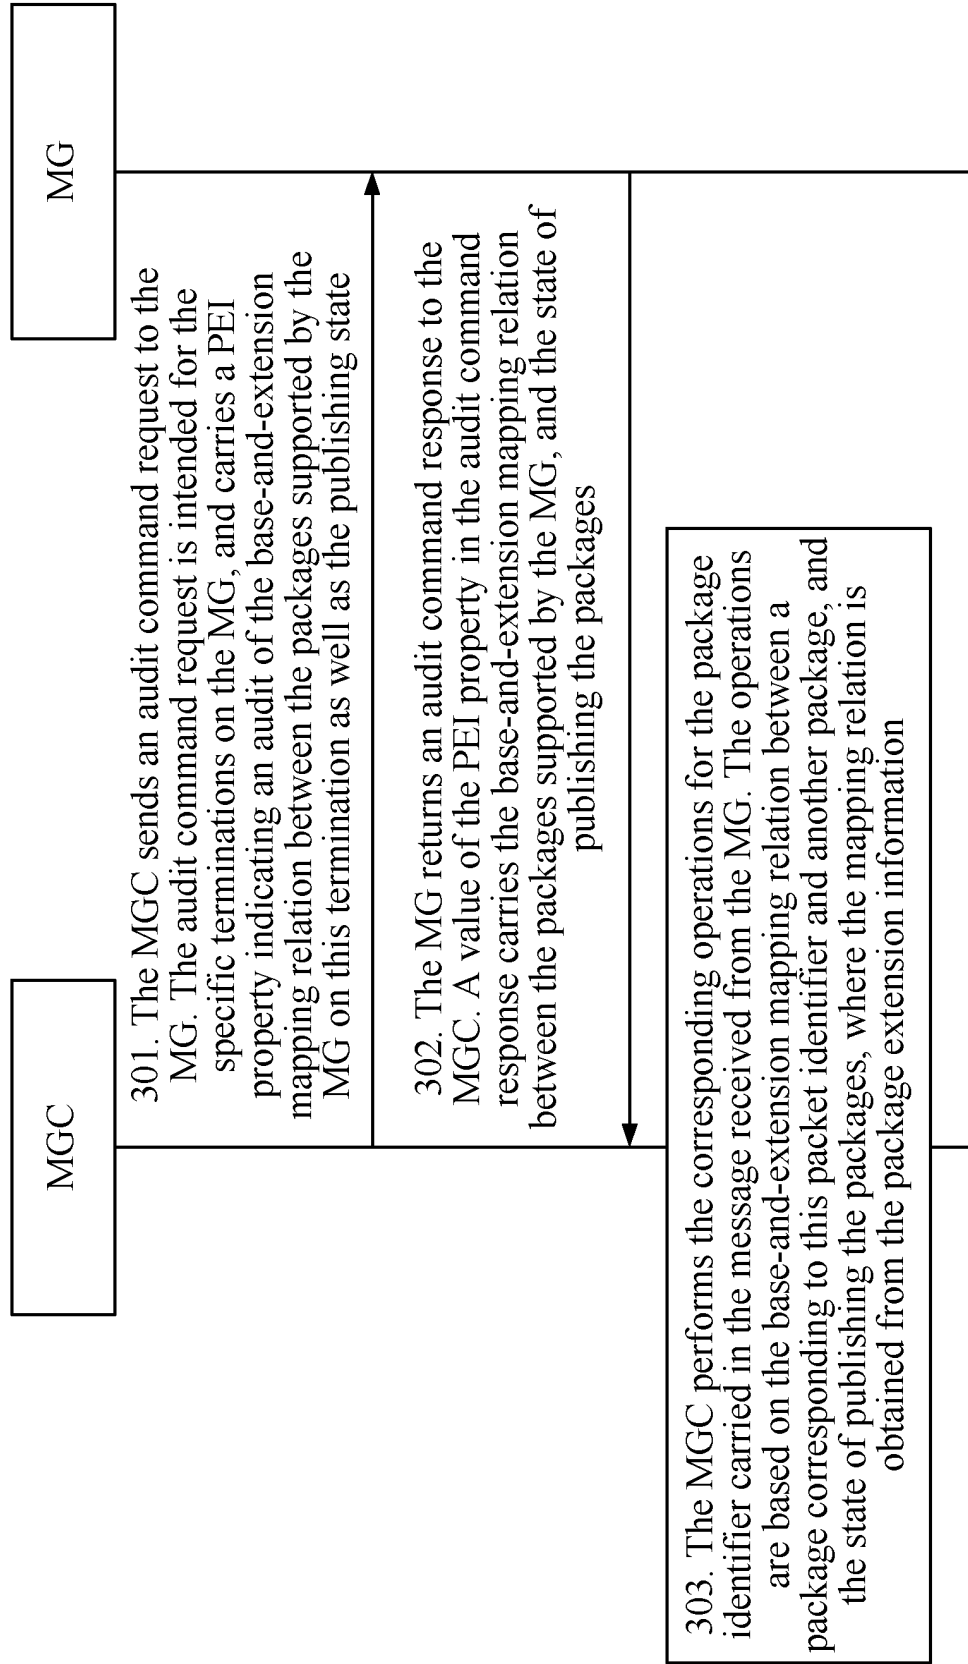 MGC
MG
301. The MGC sends an audit command request to the
MG. The audit command request is intended for the
specific terminations on the MG, and carries a PEI
property indicating an audit of the base-and-extension
mapping relation between the packages supported by the
MG on this termination as well as the publishing state
302. The MG returns an audit command response to the
MGC. A value of the PEI property in the audit command
response carries the base-and-extension mapping relation
between the packages supported by the MG, and the state of
publishing the packages
303. The MGC performs the corresponding operations for the package
identifier carried in the message received from the MG. The operations
are based on the base-and-extension mapping relation between a
package corresponding to this packet identifier and another package, and
the state of publishing the packages, where the mapping relation is
obtained from the package extension information